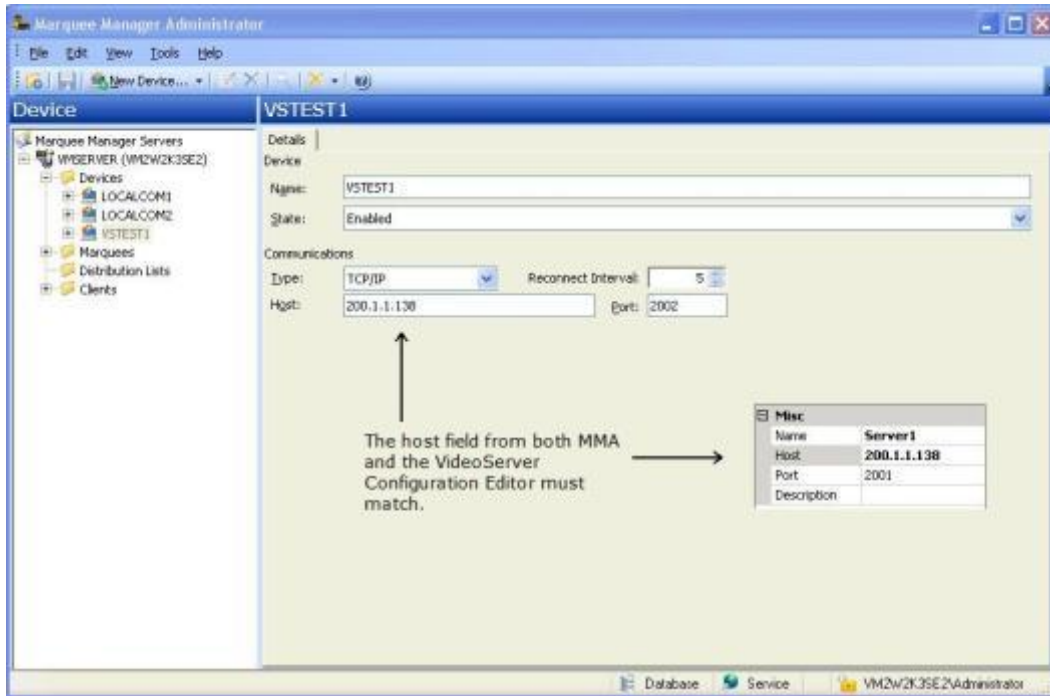 Marquee Manager Administrator
File Edit View Tools Help
New Device...
Device
VSTEST1
Marquee Manager Servers
VMSERVER (VM2W2K3SE2)
Devices
LOCALCOM1
LOCALCOM2
VSTEST1
Marquees
Distribution Lists
Clients
Details
Device
Name: VSTEST1
State: Enabled
Communications
Type: TCP/IP Reconnect Interval: 5
Host: 200.1.1.138 Port: 2002
The host field from both MMA
and the VideoServer
Configuration Editor must
match.
Misc
Name Server1
Host 200.1.1.138
Port 2001
Description
Database Service VM2W2K3SE2\Administrator